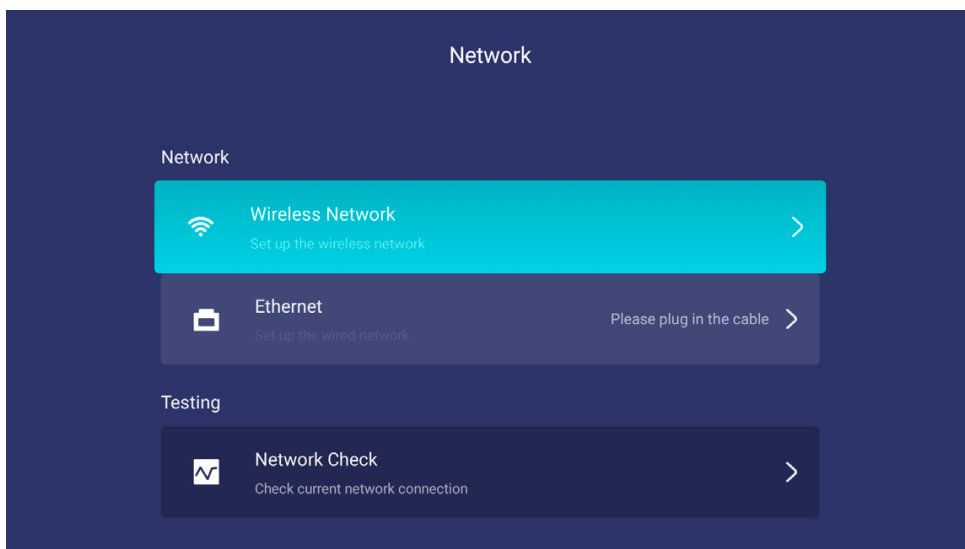 Network
Network
Wireless Network
Set up the wireless network
Ethernet
Set up the wired network
Please plug in the cable
Testing
Network Check
Check current network connection